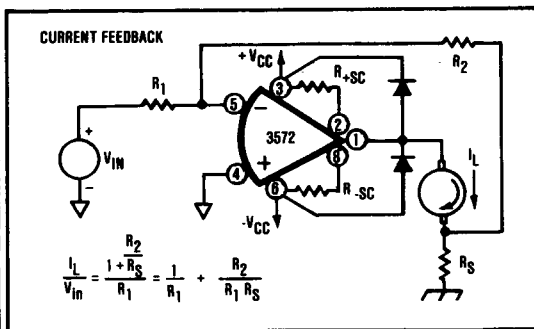 CURRENT FEEDBACK
+VCC
R+SC
R2
R1
3
5
−
2
3572
1
VIN
+
−
4
+
8
6
R-SC
-VCC
IL
RS
IL/Vin = (1 + R2/RS)/R1 = 1/R1 + R2/(R1 RS)